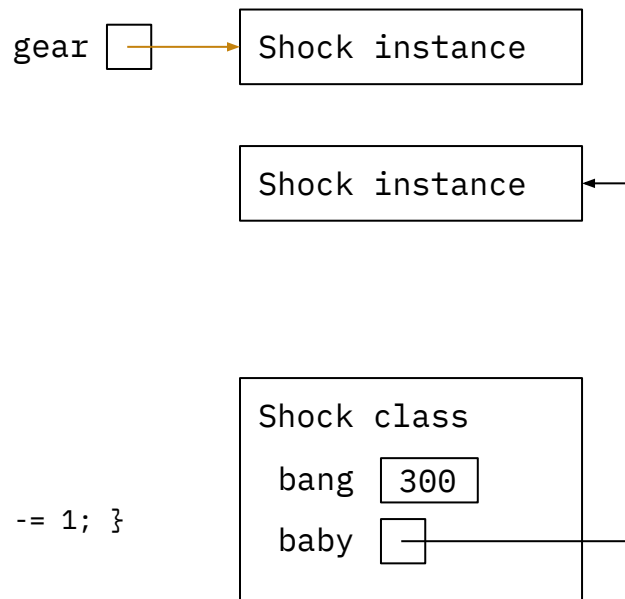 gear
Shock instance
Shock instance
Shock class
bang 300
-= 1; }
baby